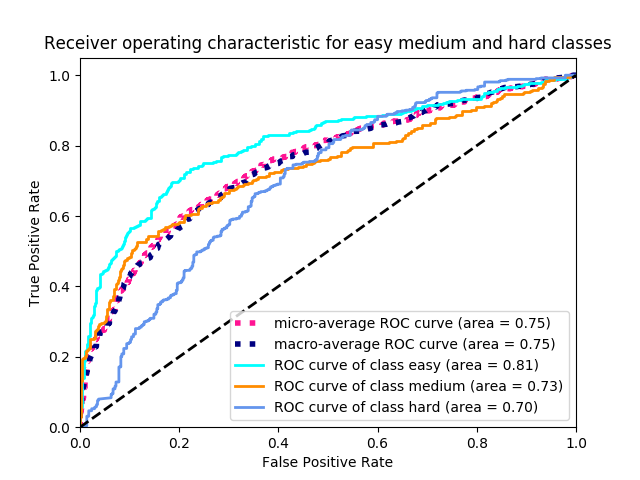 Receiver operating characteristic for easy medium and hard classes
1.0
0.8
0.6
0.4
0.2
0.0
True Positive Rate
micro-average ROC curve (area = 0.75)
macro-average ROC curve (area = 0.75)
ROC curve of class easy (area = 0.81)
ROC curve of class medium (area = 0.73)
ROC curve of class hard (area = 0.70)
0.0 0.2 0.4 0.6 0.8 1.0
False Positive Rate